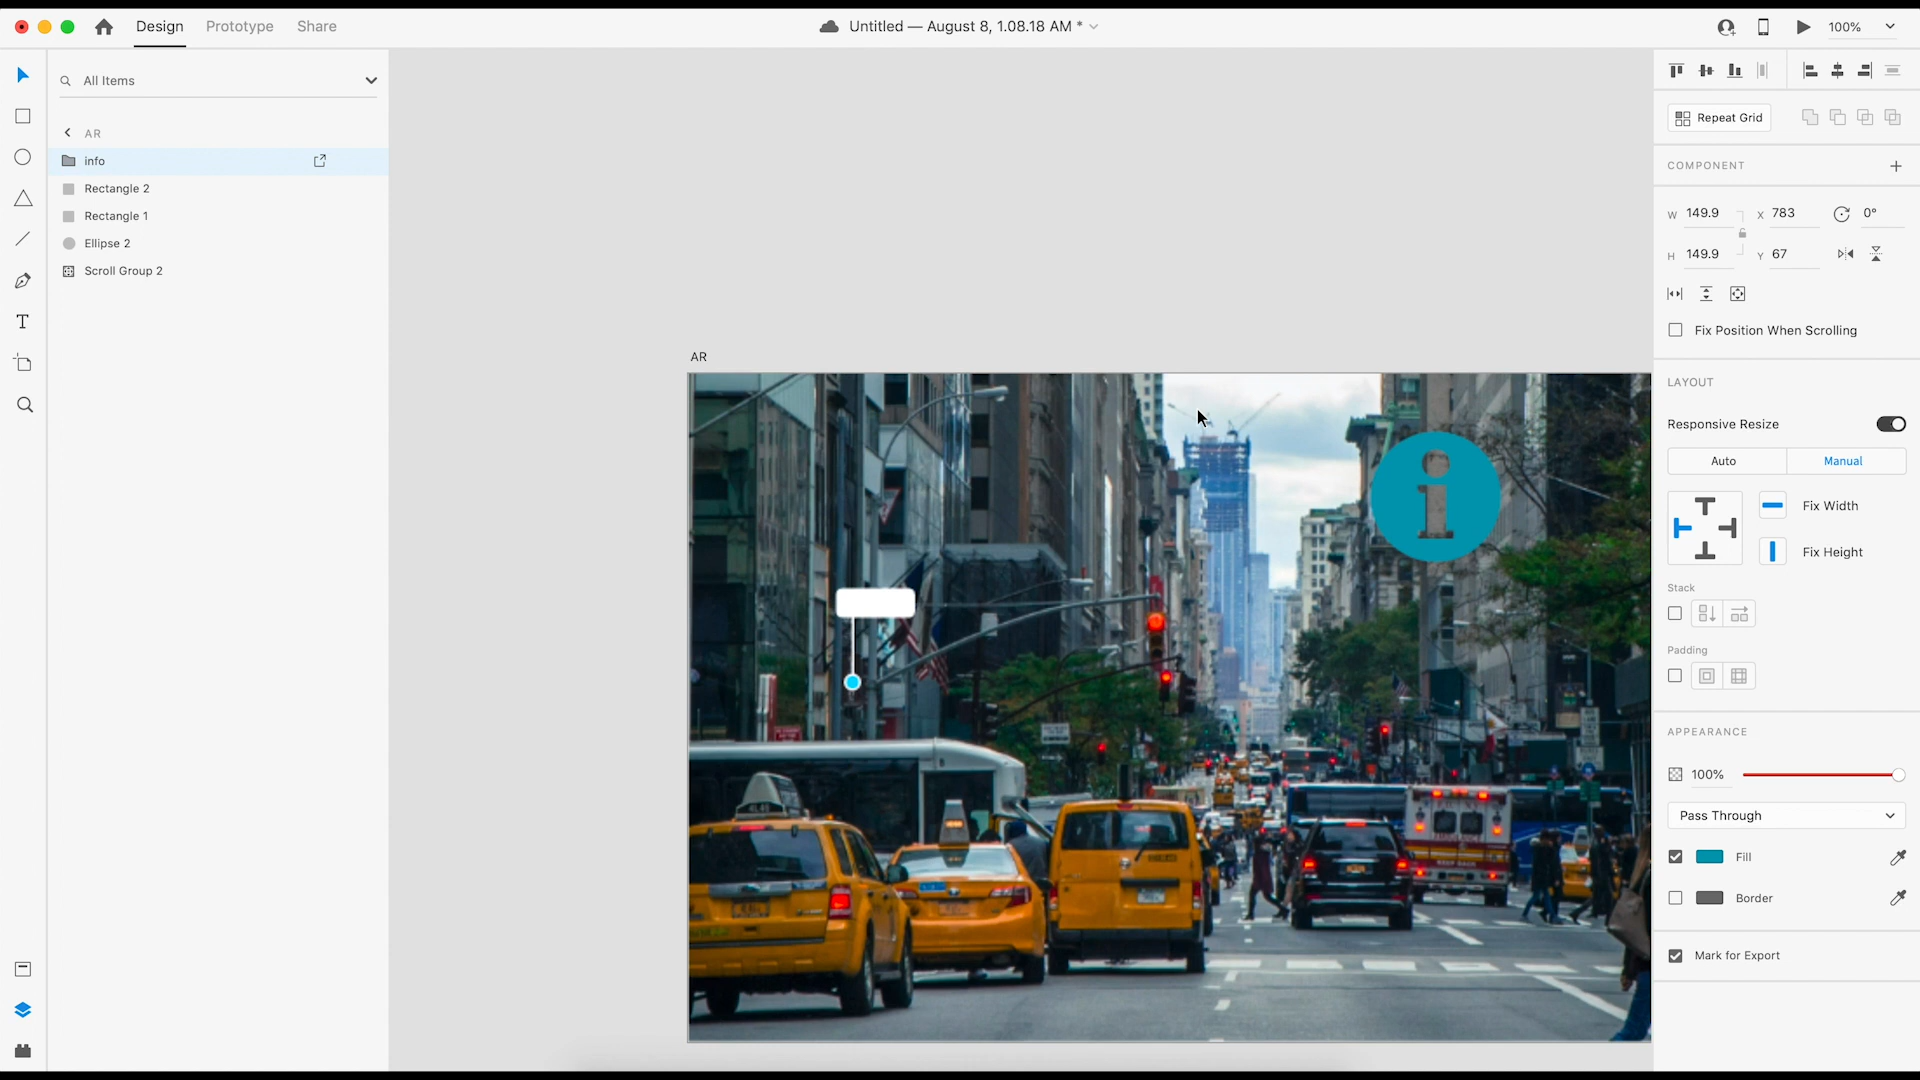 Design Prototype Share
Untitled — August 8, 1.08.18 AM *
100%
All Items
AR
info
Rectangle 2
Rectangle 1
Ellipse 2
Scroll Group 2
AR
i
T
Repeat Grid
COMPONENT
W 149.9 X 783 0°
H 149.9 Y 67
Fix Position When Scrolling
LAYOUT
Responsive Resize
Auto Manual
Fix Width
Fix Height
Stack
Padding
APPEARANCE
100%
Pass Through
Fill
Border
Mark for Export